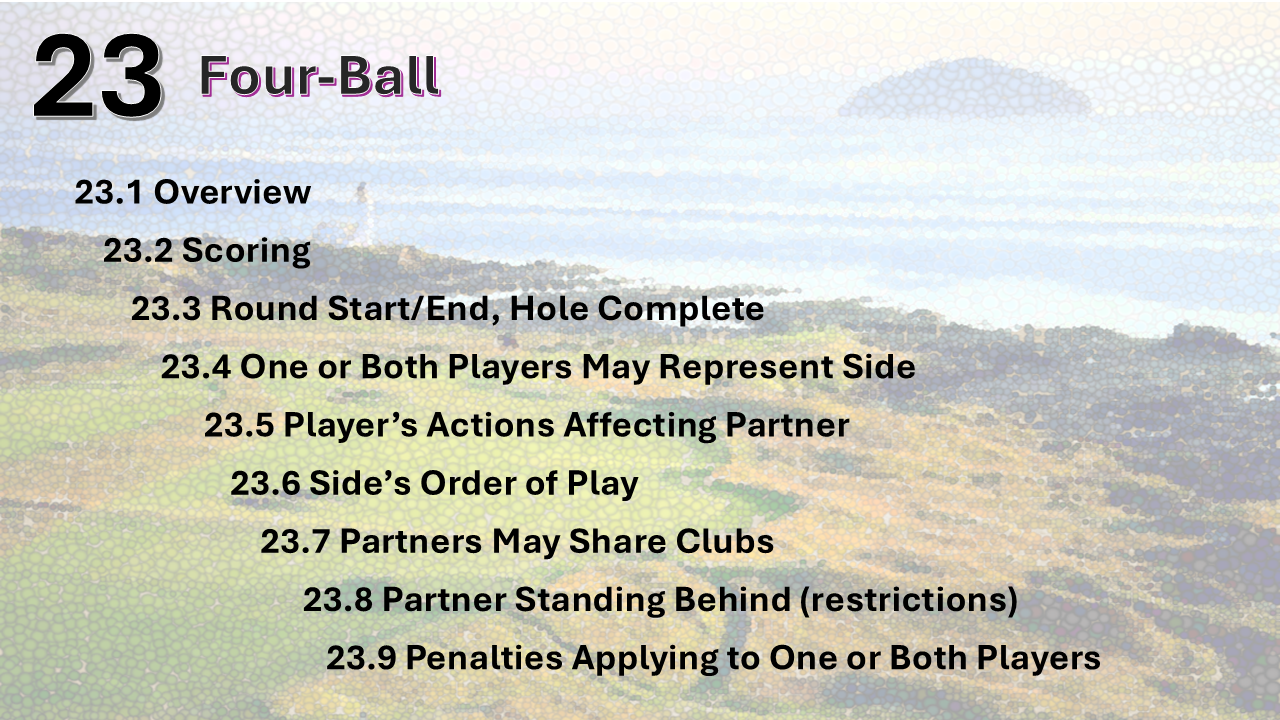 23 Four-Ball
23.1 Overview
23.2 Scoring
23.3 Round Start/End, Hole Complete
23.4 One or Both Players May Represent Side
23.5 Player’s Actions Affecting Partner
23.6 Side’s Order of Play
23.7 Partners May Share Clubs
23.8 Partner Standing Behind (restrictions)
23.9 Penalties Applying to One or Both Players